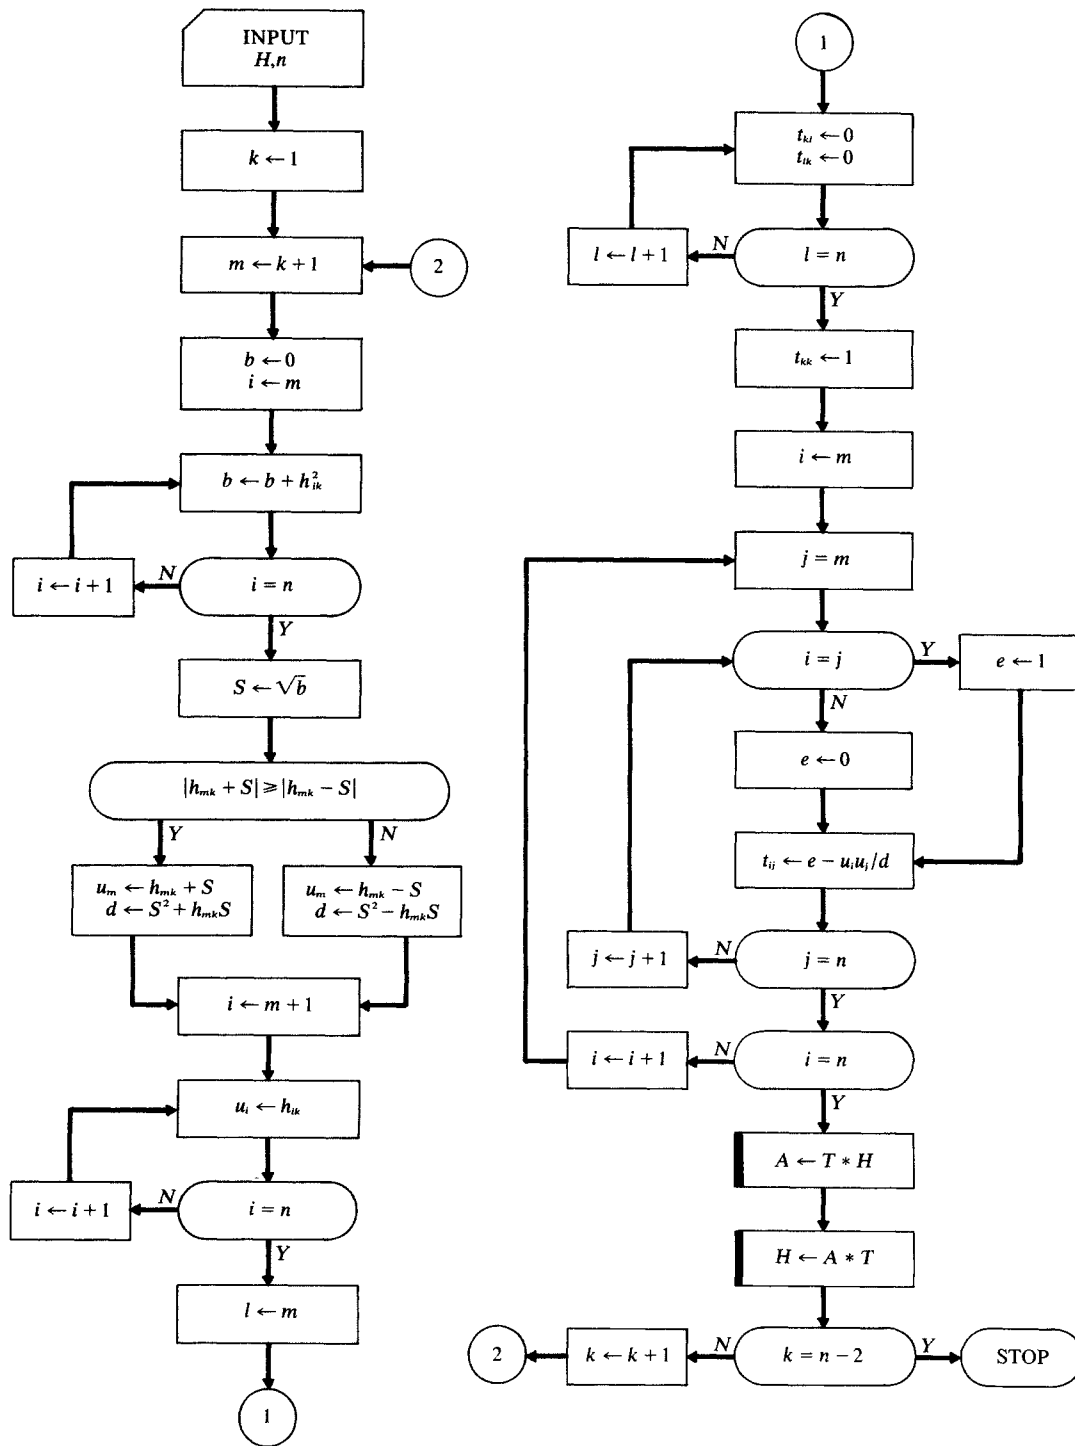 INPUT
H,n
k ← 1
m ← k + 1
2
b ← 0
i ← m
b ← b + h²ᵢₖ
i ← i + 1
N
i = n
Y
S ← √b
|hₘₖ + S| ⩾ |hₘₖ − S|
Y
N
uₘ ← hₘₖ + S
d ← S² + hₘₖS
uₘ ← hₘₖ − S
d ← S² − hₘₖS
i ← m + 1
uᵢ ← hᵢₖ
i ← i + 1
N
i = n
Y
l ← m
1
1
tₖₗ ← 0
tₗₖ ← 0
l ← l + 1
N
l = n
Y
tₖₖ ← 1
i ← m
j = m
i = j
Y
e ← 1
N
e ← 0
tᵢⱼ ← e − uᵢuⱼ/d
j ← j + 1
N
j = n
Y
i ← i + 1
N
i = n
Y
A ← T * H
H ← A * T
2
k ← k + 1
N
k = n − 2
Y
STOP